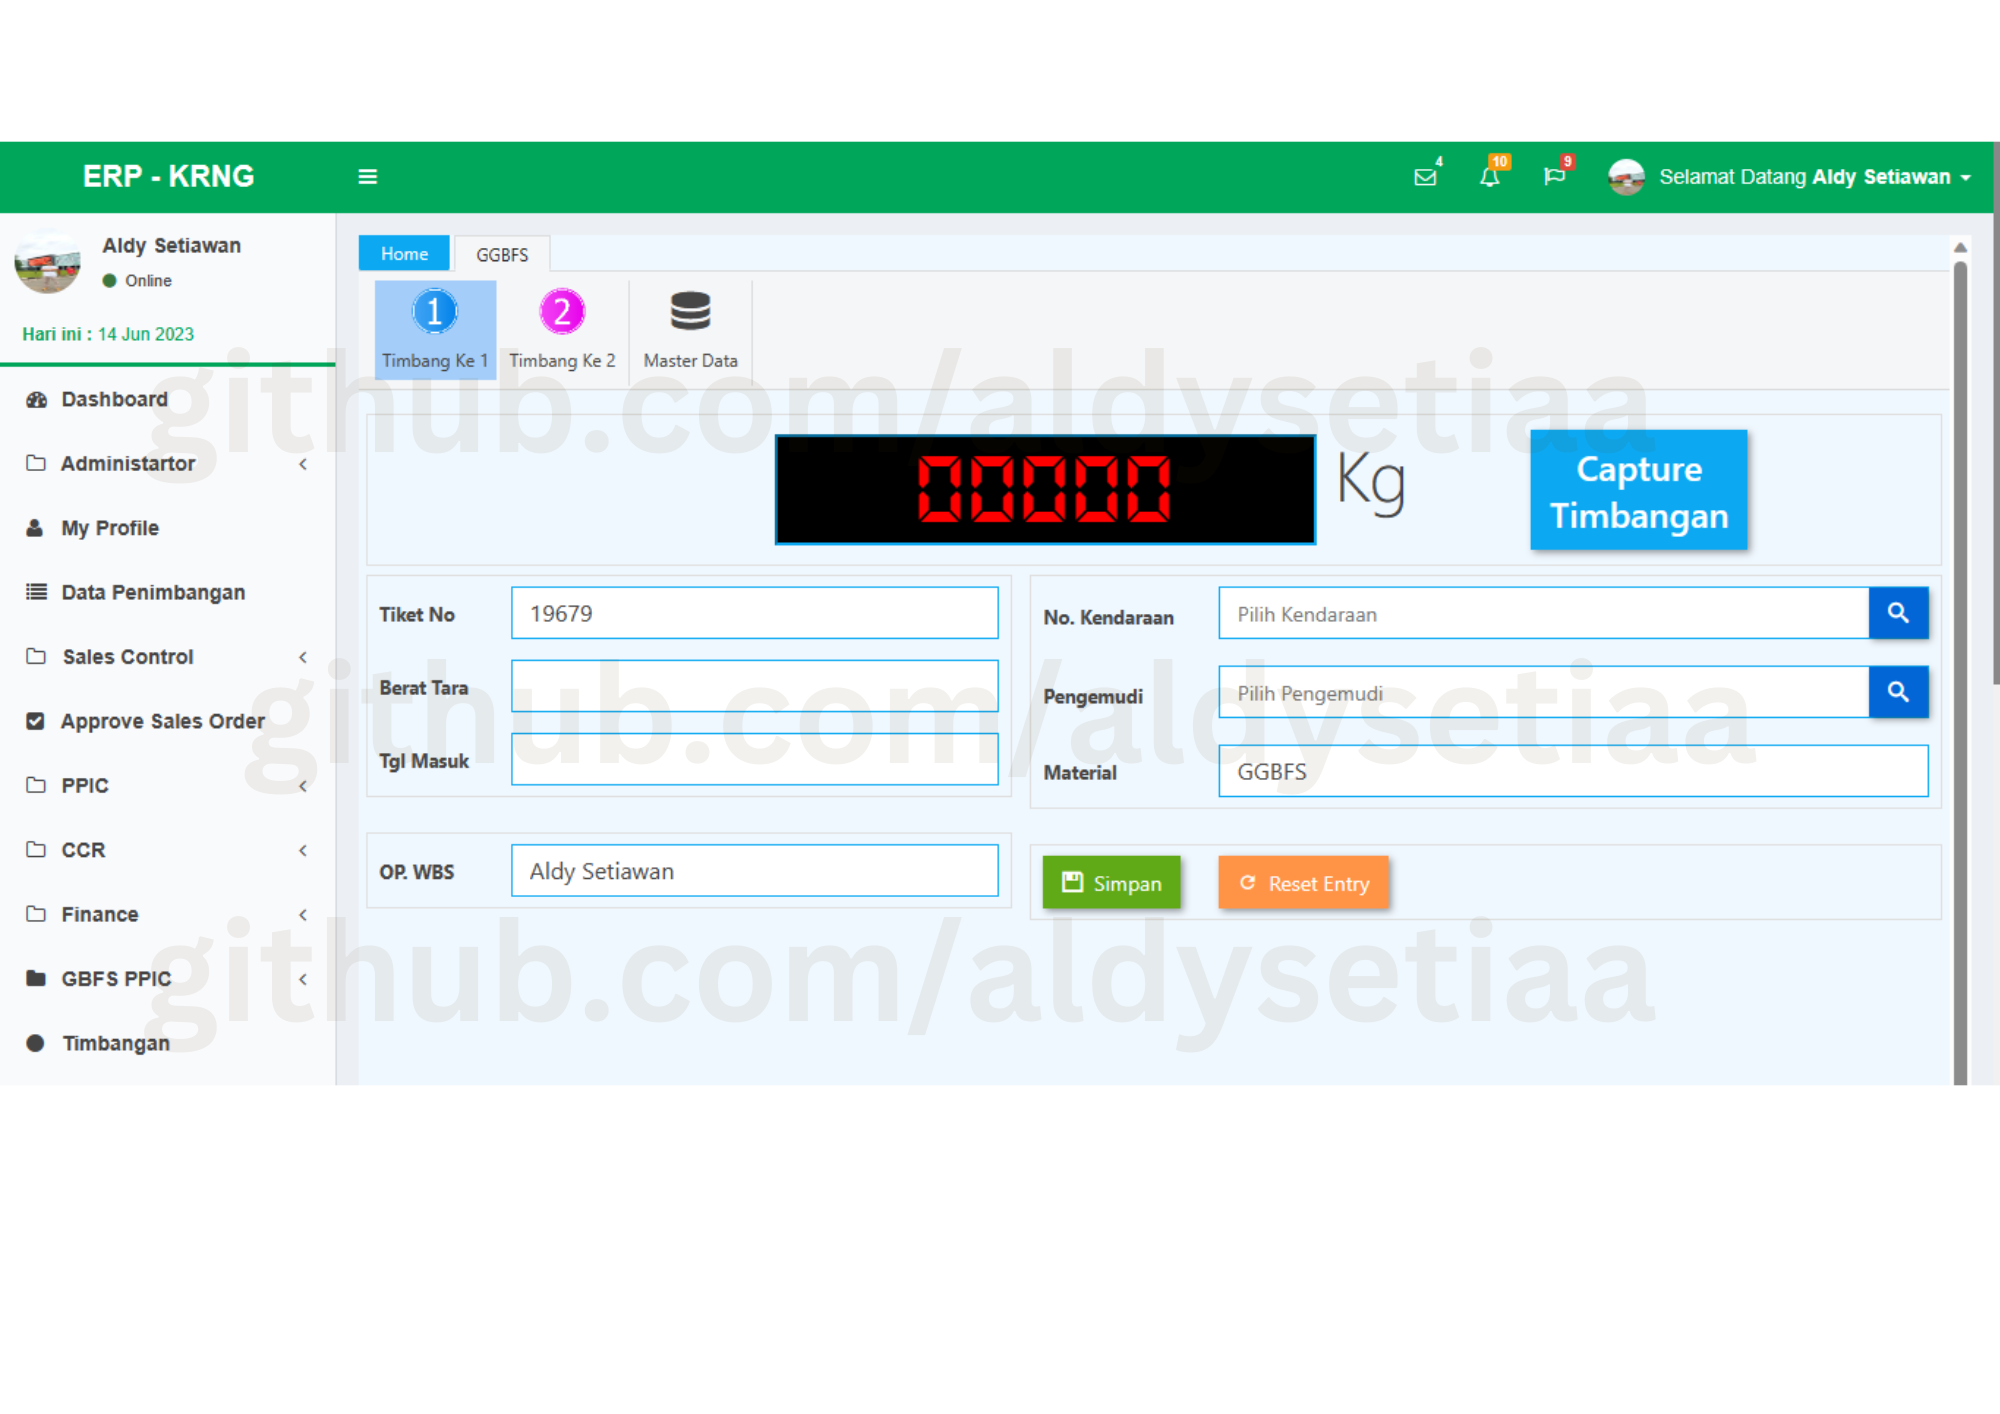 ERP - KRNG
4
10
9
Selamat Datang Aldy Setiawan
Aldy Setiawan
Online
Hari ini : 14 Jun 2023
Dashboard
Administartor
My Profile
Data Penimbangan
Sales Control
Approve Sales Order
PPIC
CCR
Finance
GBFS PPIC
Timbangan
Home
GGBFS
1
2
Timbang Ke 1
Timbang Ke 2
Master Data
00000
Kg
Capture
Timbangan
Tiket No
19679
Berat Tara
Tgl Masuk
OP. WBS
Aldy Setiawan
No. Kendaraan
Pilih Kendaraan
Pengemudi
Pilih Pengemudi
Material
GGBFS
Simpan
Reset Entry
github.com/aldysetiaa
github.com/aldysetiaa
github.com/aldysetiaa